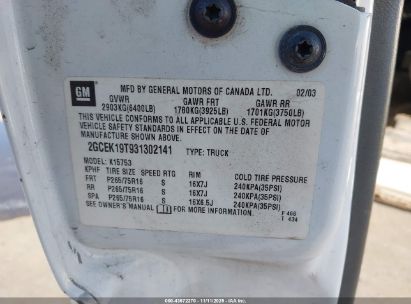 GM
MFD BY GENERAL MOTORS OF CANADA LTD.
02/03
GVWR GAWR FRT GAWR RR
2903KG(6400LB) 1780KG(3925LB) 1701KG(3750LB)
THIS VEHICLE CONFORMS TO ALL APPLICABLE U.S. FEDERAL MOTOR
VEHICLE SAFETY STANDARDS IN EFFECT ON THE DATE OF
MANUFACTURE SHOWN ABOVE.
2GCEK19T931302141 TYPE: TRUCK
MODEL: K15753
KPHF TIRE SIZE SPEED RTG RIM COLD TIRE PRESSURE
FRT P265/75R16 S 16X7J 240KPA(35PSI)
RR P265/75R16 S 16X7J 240KPA(35PSI)
SPA P265/75R16 S 16X6.5J 240KPA(35PSI)
SEE OWNER'S MANUAL FOR MORE INFORMATION.
F 466
T 434